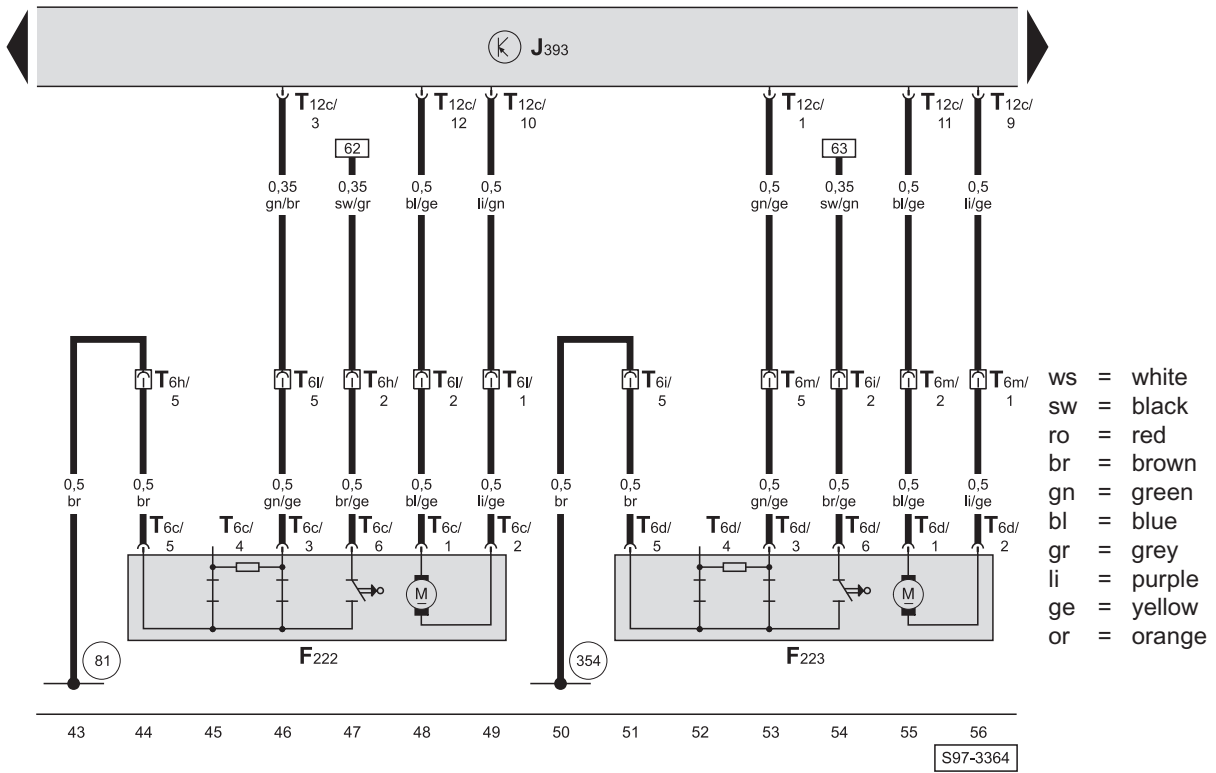 J393
T12c/ T12c/ T12c/ T12c/ T12c/ T12c/
3 12 10 1 11 9
62 63
0,35 0,35 0,5 0,5 0,5 0,35 0,5 0,5
gn/br sw/gr bl/ge li/gn gn/ge sw/gn bl/ge li/ge
T6h/ T6l/ T6h/ T6l/ T6l/ T6i/ T6m/ T6i/ T6m/ T6m/
5 5 2 2 1 5 5 2 2 1
0,5 0,5 0,5 0,5 0,5 0,5 0,5 0,5 0,5 0,5 0,5 0,5
br br gn/ge br/ge bl/ge li/ge br br gn/ge br/ge bl/ge li/ge
T6c/ T6c/ T6c/ T6c/ T6c/ T6c/ T6d/ T6d/ T6d/ T6d/ T6d/ T6d/
5 4 3 6 1 2 5 4 3 6 1 2
M M
81 F222 354 F223
43 44 45 46 47 48 49 50 51 52 53 54 55 56
S97-3364
ws = white
sw = black
ro = red
br = brown
gn = green
bl = blue
gr = grey
li = purple
ge = yellow
or = orange